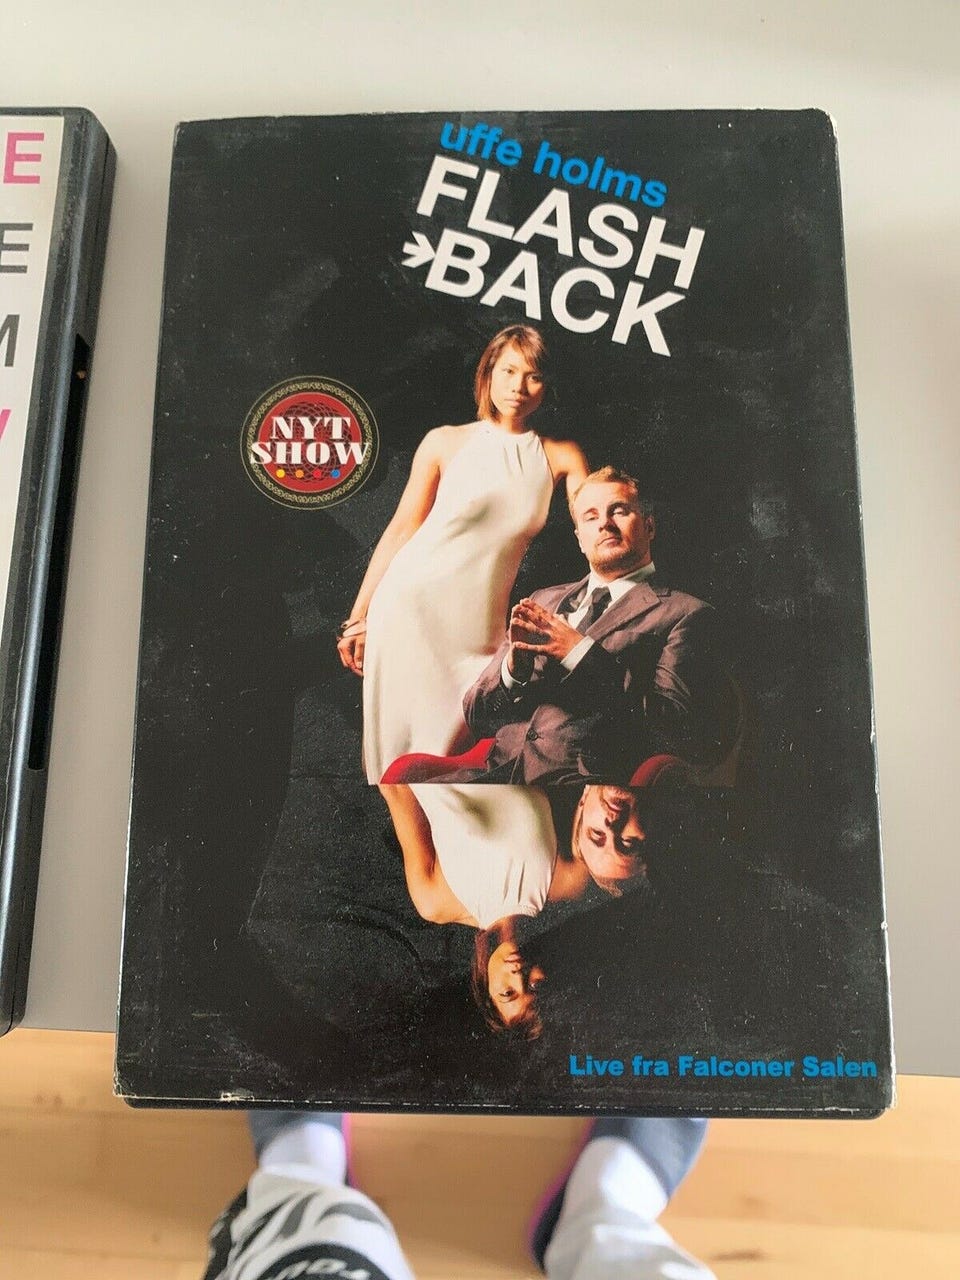 uffe holms
FLASH
BACK
NYT
SHOW
Live fra Falconer Salen
E
E
M